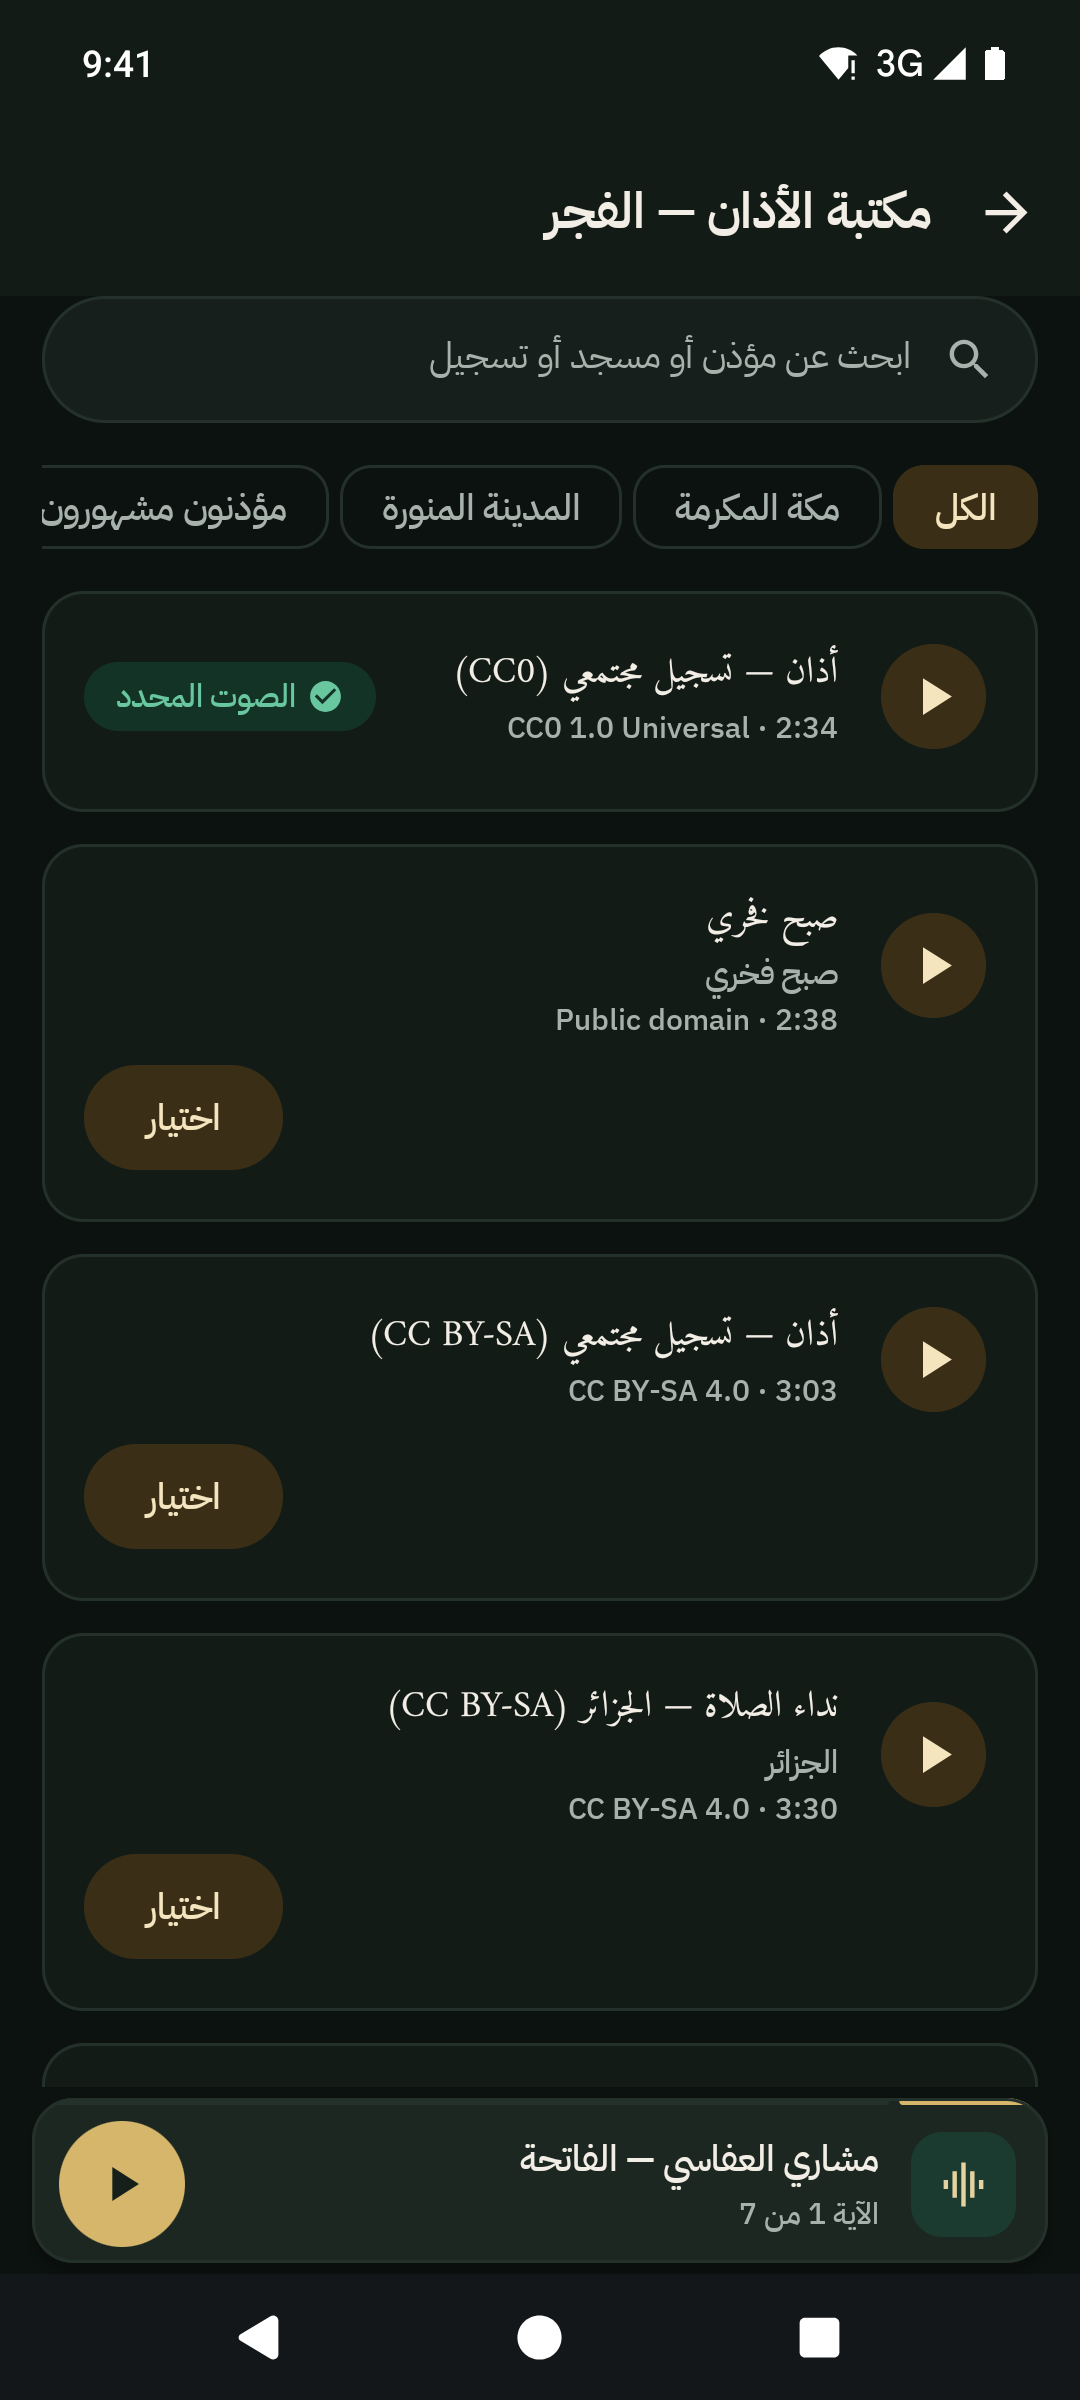 9:41
3G
مكتبة الأذان — الفجر
ابحث عن مؤذن أو مسجد أو تسجيل
الكل
مكة المكرمة
المدينة المنورة
مؤذنون مشهورون
أذان — تسجيل مجتمعي (CC0)
CC0 1.0 Universal · 2:34
الصوت المحدد
صبح فخري
صبح فخري
Public domain · 2:38
اختيار
أذان — تسجيل مجتمعي (CC BY-SA)
CC BY-SA 4.0 · 3:03
اختيار
نداء الصلاة — الجزائر (CC BY-SA)
الجزائر
CC BY-SA 4.0 · 3:30
اختيار
مشاري العفاسي — الفاتحة
الآية 1 من 7